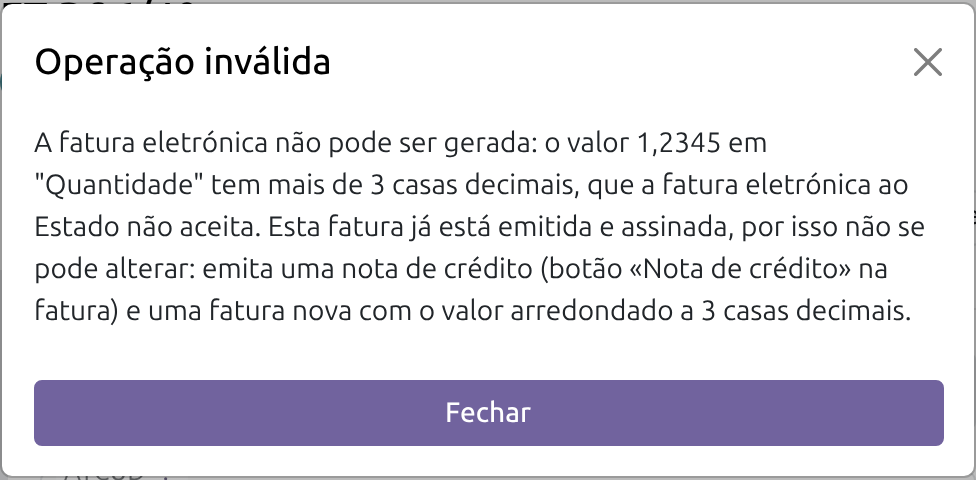 Operação inválida
A fatura eletrónica não pode ser gerada: o valor 1,2345 em
"Quantidade" tem mais de 3 casas decimais, que a fatura eletrónica ao
Estado não aceita. Esta fatura já está emitida e assinada, por isso não se
pode alterar: emita uma nota de crédito (botão «Nota de crédito» na
fatura) e uma fatura nova com o valor arredondado a 3 casas decimais.
Fechar